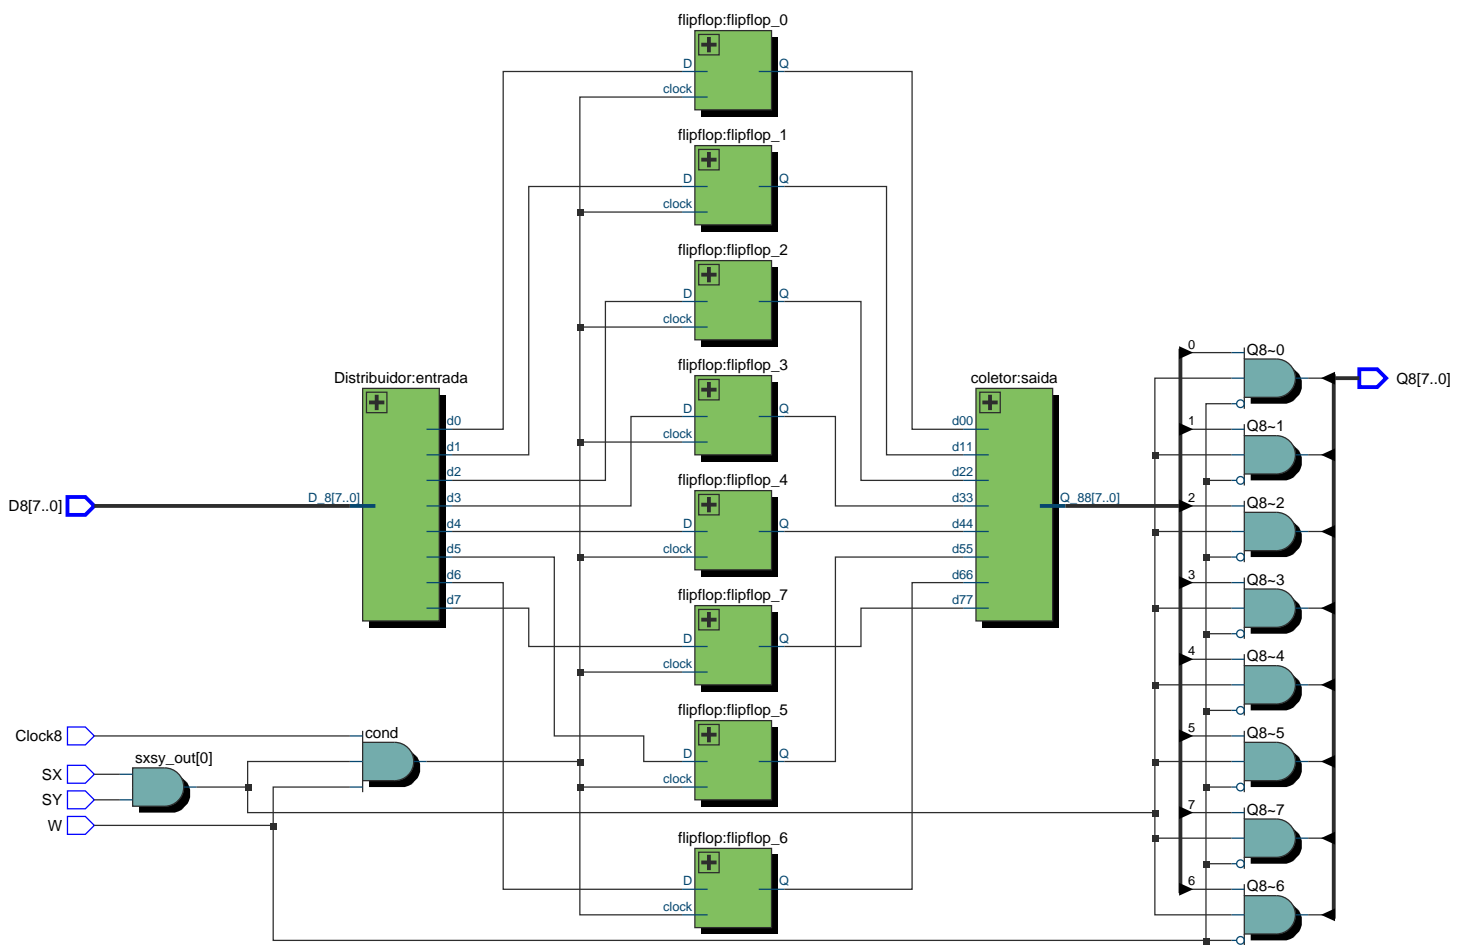 flipflop:flipflop_0
D
Q
clock
flipflop:flipflop_1
D
Q
clock
flipflop:flipflop_2
D
Q
clock
flipflop:flipflop_3
D
Q
clock
flipflop:flipflop_4
D
Q
clock
flipflop:flipflop_7
D
Q
clock
flipflop:flipflop_5
D
Q
clock
flipflop:flipflop_6
D
Q
clock
Distribuidor:entrada
D8[7..0]
D_8[7..0]
d0
d1
d2
d3
d4
d5
d6
d7
coletor:saida
d00
d11
d22
d33
d44
d55
d66
d77
Q_88[7..0]
0
Q8~0
1
Q8~1
2
Q8~2
3
Q8~3
4
Q8~4
5
Q8~5
7
Q8~7
6
Q8~6
Q8[7..0]
Clock8
cond
sxsy_out[0]
SX
SY
W